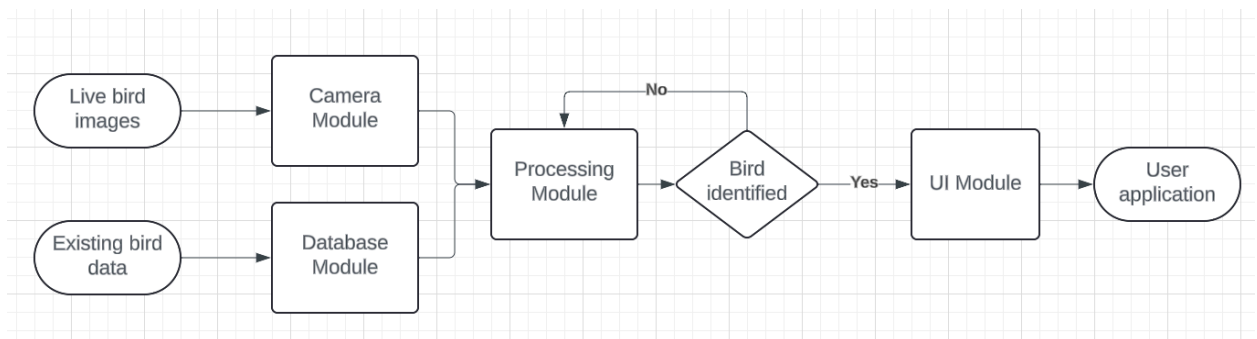 Live bird
images
Camera
Module
Existing bird
data
Database
Module
Processing
Module
No
Bird
identified
Yes
UI Module
User
application